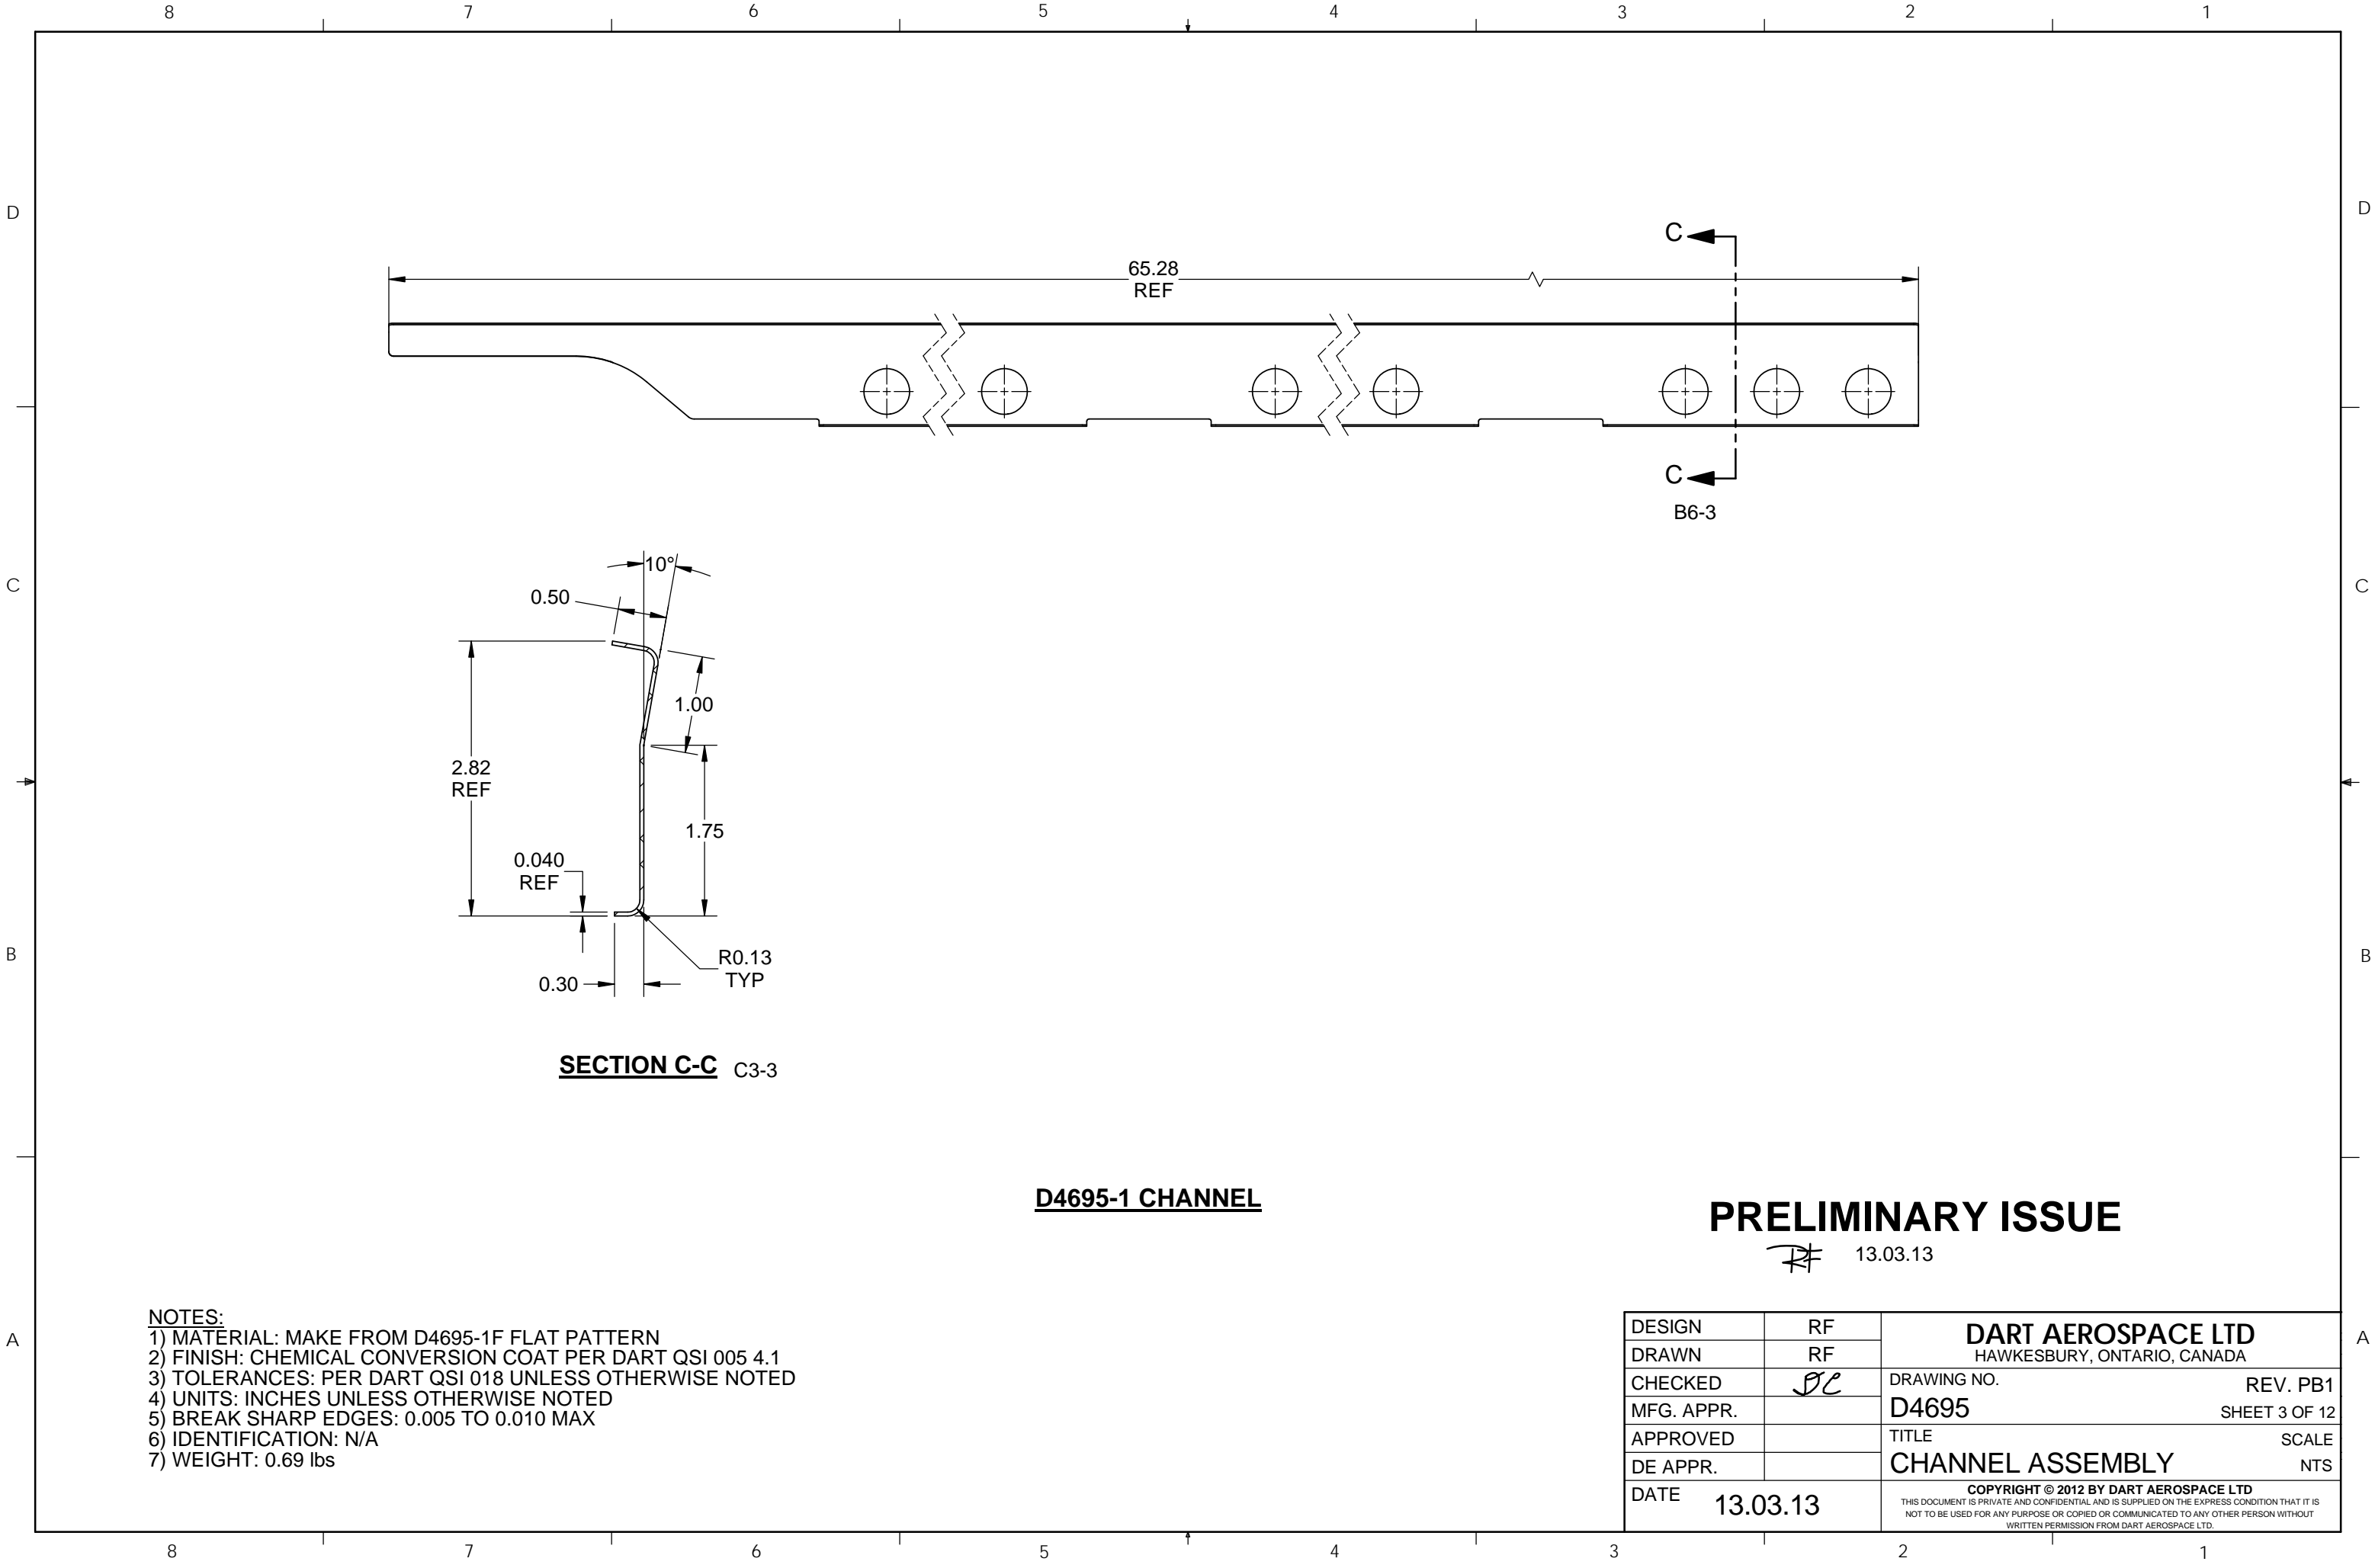 8 7 6 5 4 3 2 1
D D
C
65.28
REF
C
B6-3
10°
C C
0.50
1.00
2.82
REF
1.75
0.040
REF
B B
R0.13
TYP
0.30
SECTION C-C C3-3
D4695-1 CHANNEL
PRELIMINARY ISSUE
RF 13.03.13
NOTES:
1) MATERIAL: MAKE FROM D4695-1F FLAT PATTERN
2) FINISH: CHEMICAL CONVERSION COAT PER DART QSI 005 4.1
3) TOLERANCES: PER DART QSI 018 UNLESS OTHERWISE NOTED
4) UNITS: INCHES UNLESS OTHERWISE NOTED
5) BREAK SHARP EDGES: 0.005 TO 0.010 MAX
6) IDENTIFICATION: N/A
7) WEIGHT: 0.69 lbs
A A
DESIGN RF
DRAWN RF
CHECKED
MFG. APPR.
APPROVED
DE APPR.
DATE 13.03.13
DART AEROSPACE LTD
HAWKESBURY, ONTARIO, CANADA
DRAWING NO. REV. PB1
D4695 SHEET 3 OF 12
TITLE SCALE
CHANNEL ASSEMBLY NTS
COPYRIGHT © 2012 BY DART AEROSPACE LTD
THIS DOCUMENT IS PRIVATE AND CONFIDENTIAL AND IS SUPPLIED ON THE EXPRESS CONDITION THAT IT IS
NOT TO BE USED FOR ANY PURPOSE OR COPIED OR COMMUNICATED TO ANY OTHER PERSON WITHOUT
WRITTEN PERMISSION FROM DART AEROSPACE LTD.
8 7 6 5 4 3 2 1